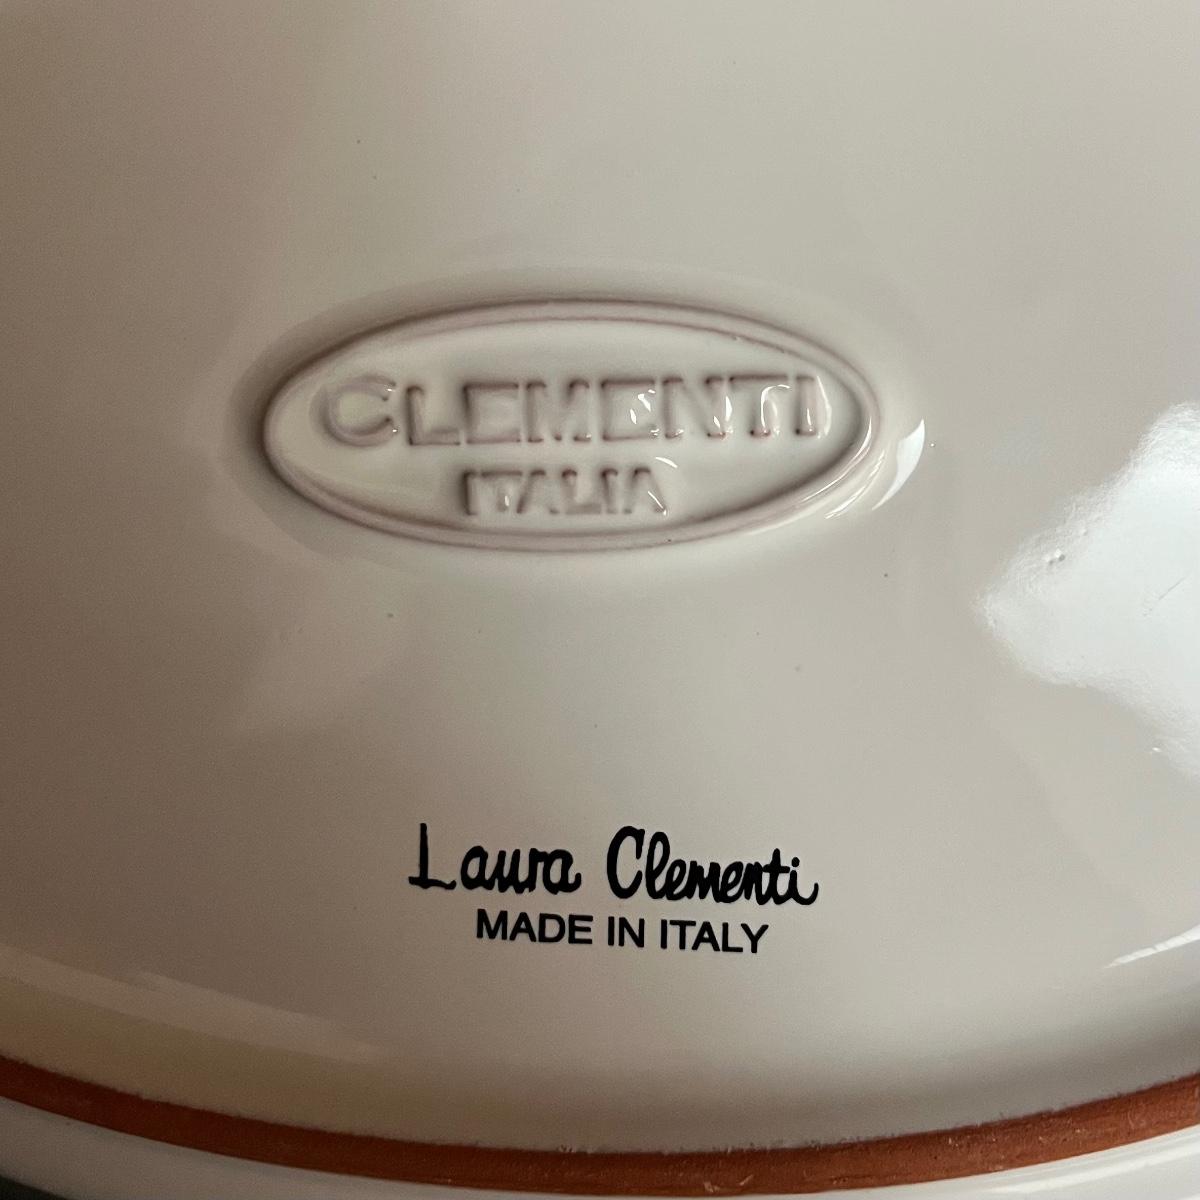 CLEMENTI
ITALIA
Laura Clementi
MADE IN ITALY